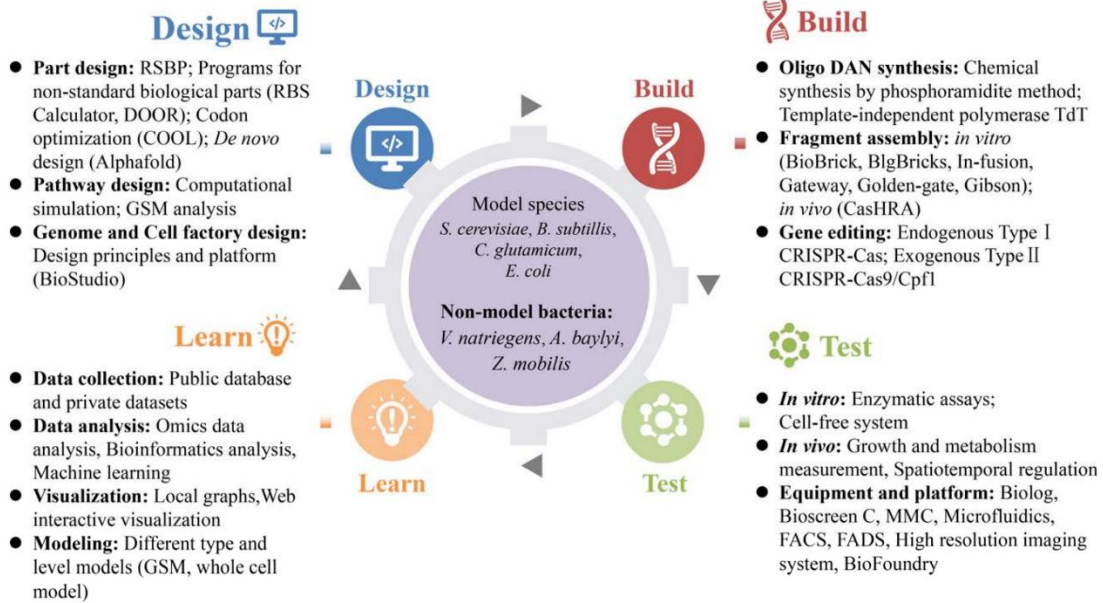 Design
● Part design: RSBP; Programs for
non-standard biological parts (RBS
Calculator, DOOR); Codon
optimization (COOL); De novo
design (Alphafold)
● Pathway design: Computational
simulation; GSM analysis
● Genome and Cell factory design:
Design principles and platform
(BioStudio)
Design
Build
Model species
S. cerevisiae, B. subtillis,
C. glutamicum,
E. coli
Non-model bacteria:
V. natriegens, A. baylyi,
Z. mobilis
Learn
Test
Build
● Oligo DAN synthesis: Chemical
synthesis by phosphoramidite method;
Template-independent polymerase TdT
● Fragment assembly: in vitro
(BioBrick, BlgBricks, In-fusion,
Gateway, Golden-gate, Gibson);
in vivo (CasHRA)
● Gene editing: Endogenous Type Ⅰ
CRISPR-Cas; Exogenous Type Ⅱ
CRISPR-Cas9/Cpf1
Learn
● Data collection: Public database
and private datasets
● Data analysis: Omics data
analysis, Bioinformatics analysis,
Machine learning
● Visualization: Local graphs,Web
interactive visualization
● Modeling: Different type and
level models (GSM, whole cell
model)
Test
● In vitro: Enzymatic assays;
Cell-free system
● In vivo: Growth and metabolism
measurement, Spatiotemporal regulation
● Equipment and platform: Biolog,
Bioscreen C, MMC, Microfluidics,
FACS, FADS, High resolution imaging
system, BioFoundry